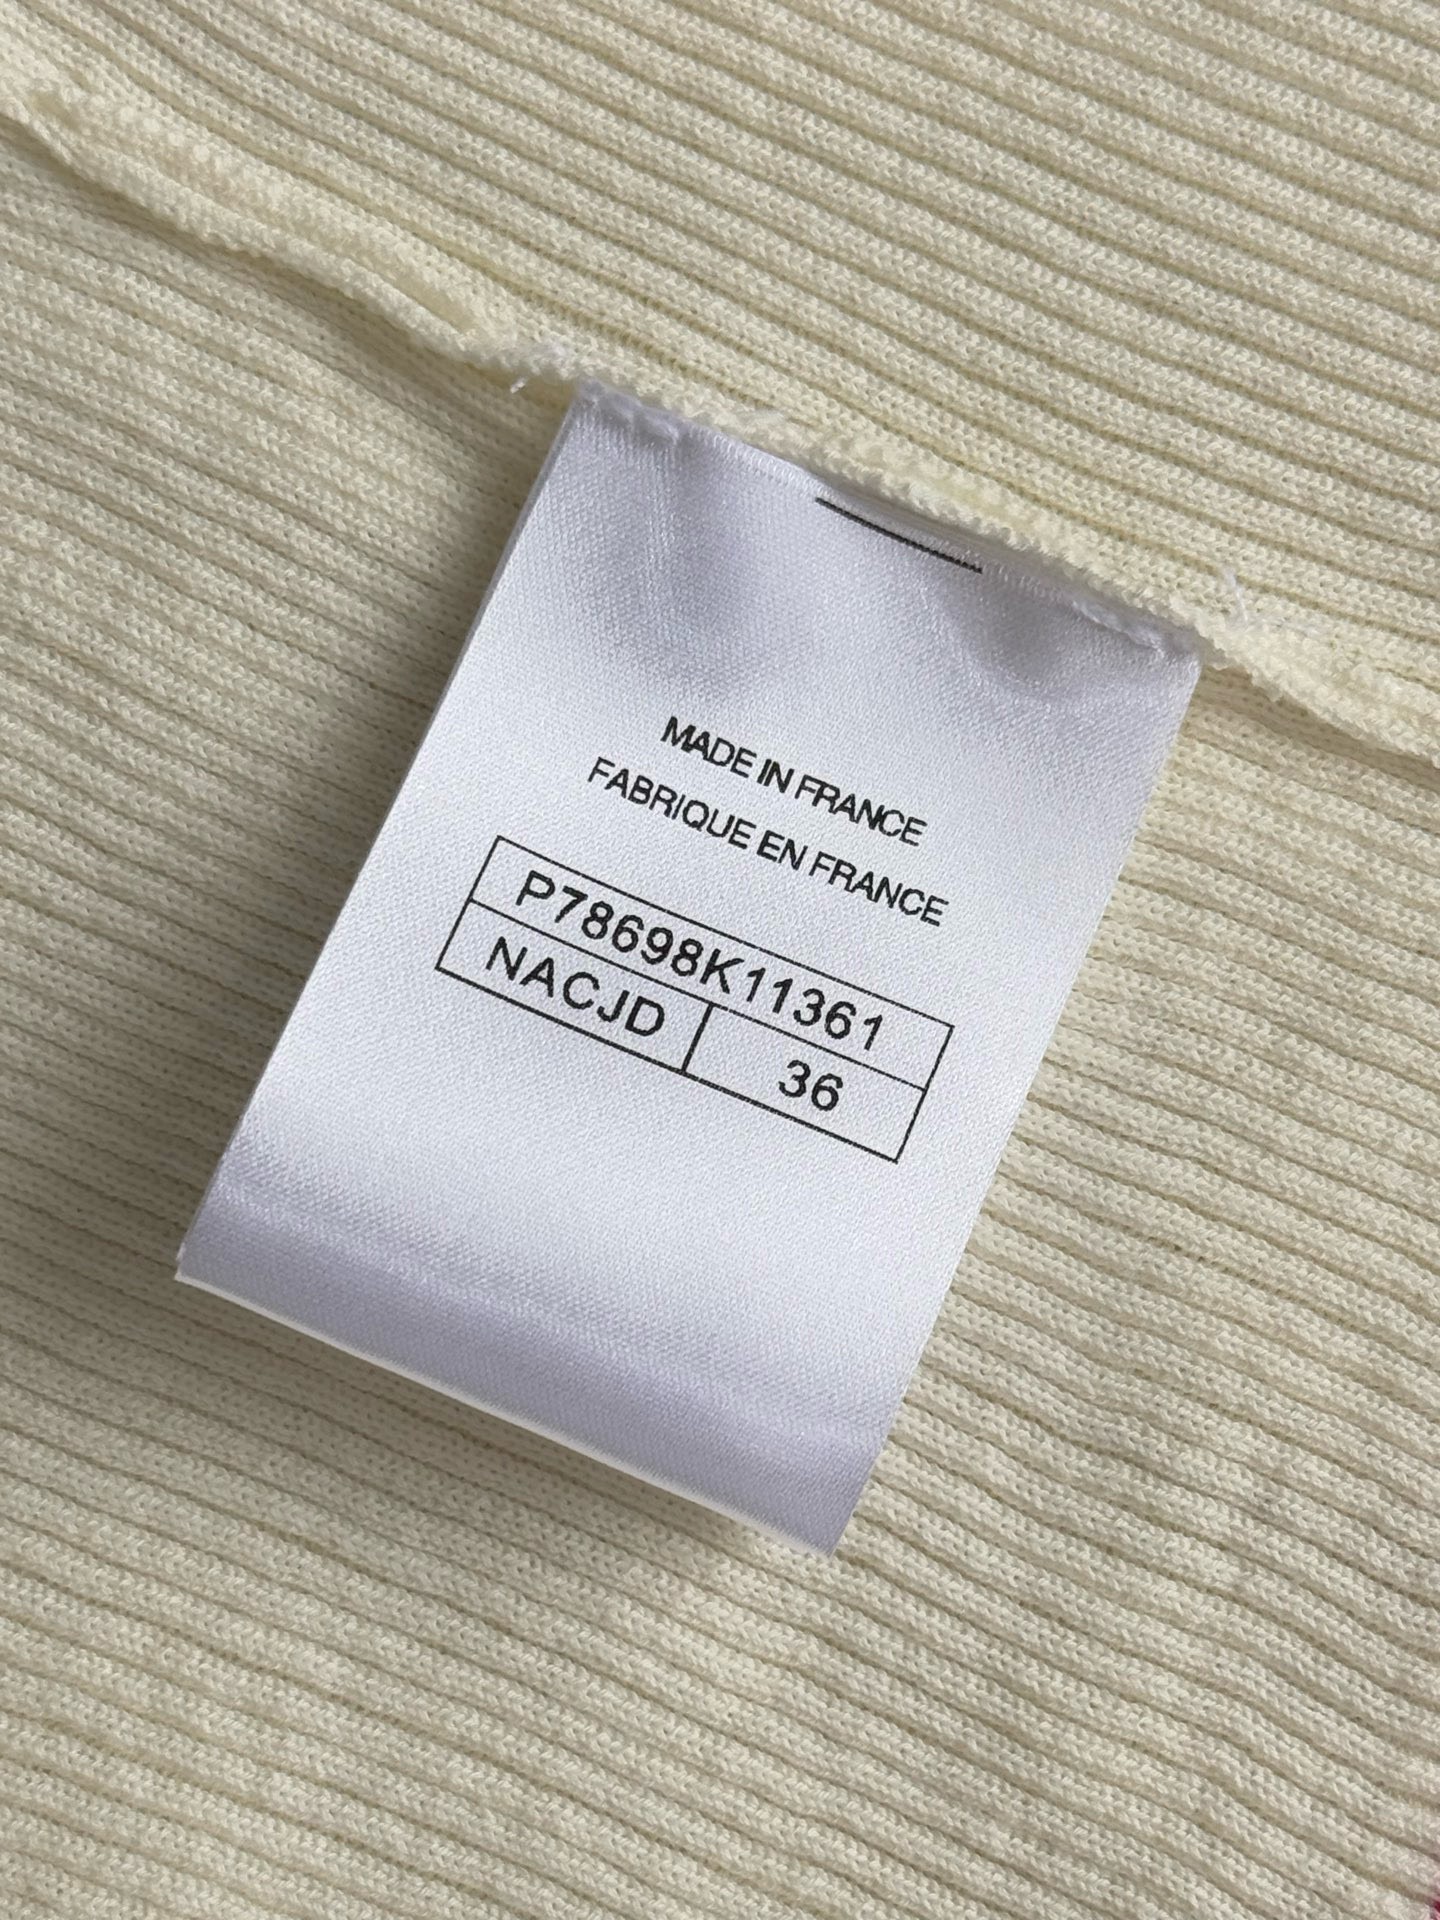 MADE IN FRANCE
FABRIQUE EN FRANCE
P78698K11361
NACJD 36